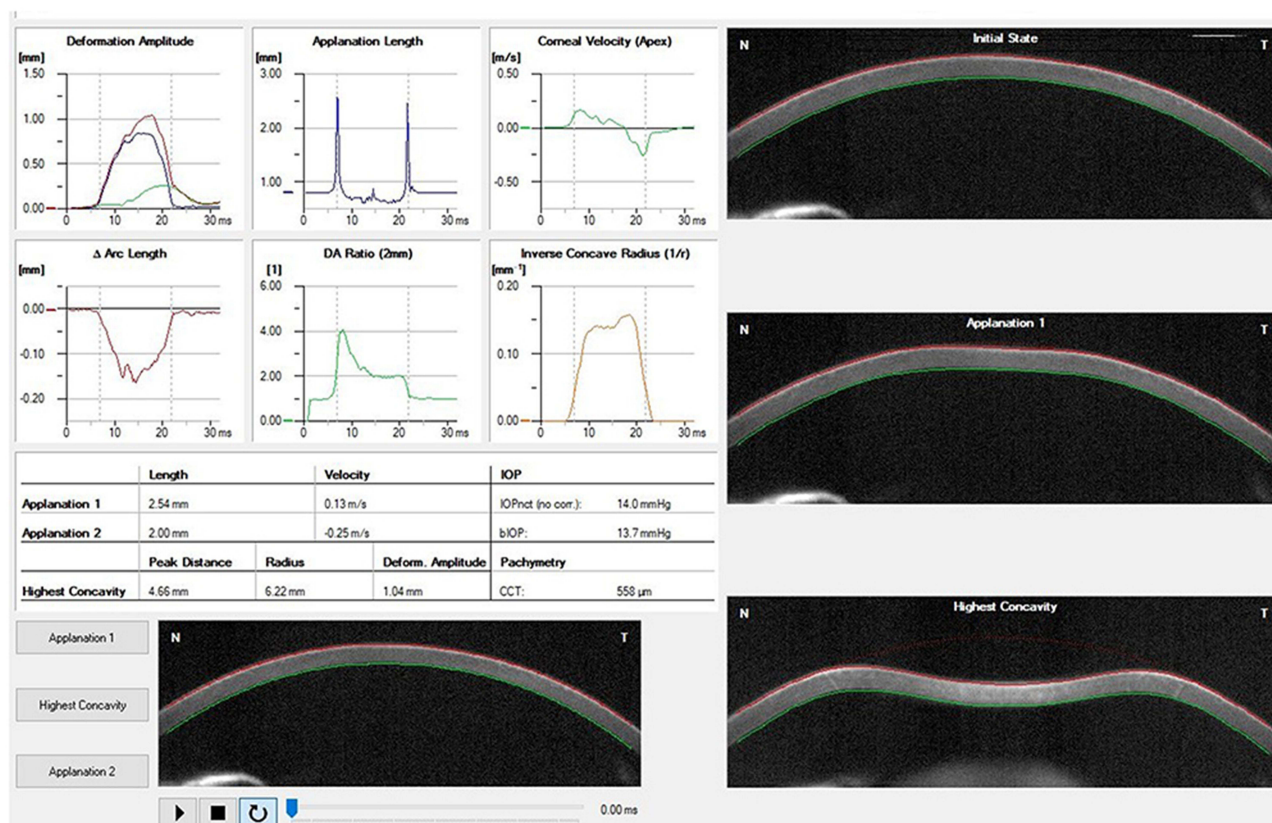 Deformation Amplitude
[mm]
1.50
1.00
0.50
0.00
0 10 20 30 ms
Applanation Length
[mm]
3.00
2.00
1.00
0 10 20 30 ms
Corneal Velocity (Apex)
[m/s]
0.50
0.00
-0.50
0 10 20 30 ms
Δ Arc Length
[mm]
0.00
-0.10
-0.20
0 10 20 30 ms
DA Ratio (2mm)
[1]
6.00
4.00
2.00
0.00
0 10 20 30 ms
Inverse Concave Radius (1/r)
[mm⁻¹]
0.20
0.10
0.00
0 10 20 30 ms
Length Velocity IOP
Applanation 1 2.54 mm 0.13 m/s IOPnct (no corr.): 14.0 mmHg
Applanation 2 2.00 mm -0.25 m/s bIOP: 13.7 mmHg
Peak Distance Radius Deform. Amplitude Pachymetry
Highest Concavity 4.66 mm 6.22 mm 1.04 mm CCT: 558 µm
Applanation 1
Highest Concavity
Applanation 2
N T
0.00 ms
N Initial State T
N Applanation 1 T
N Highest Concavity T